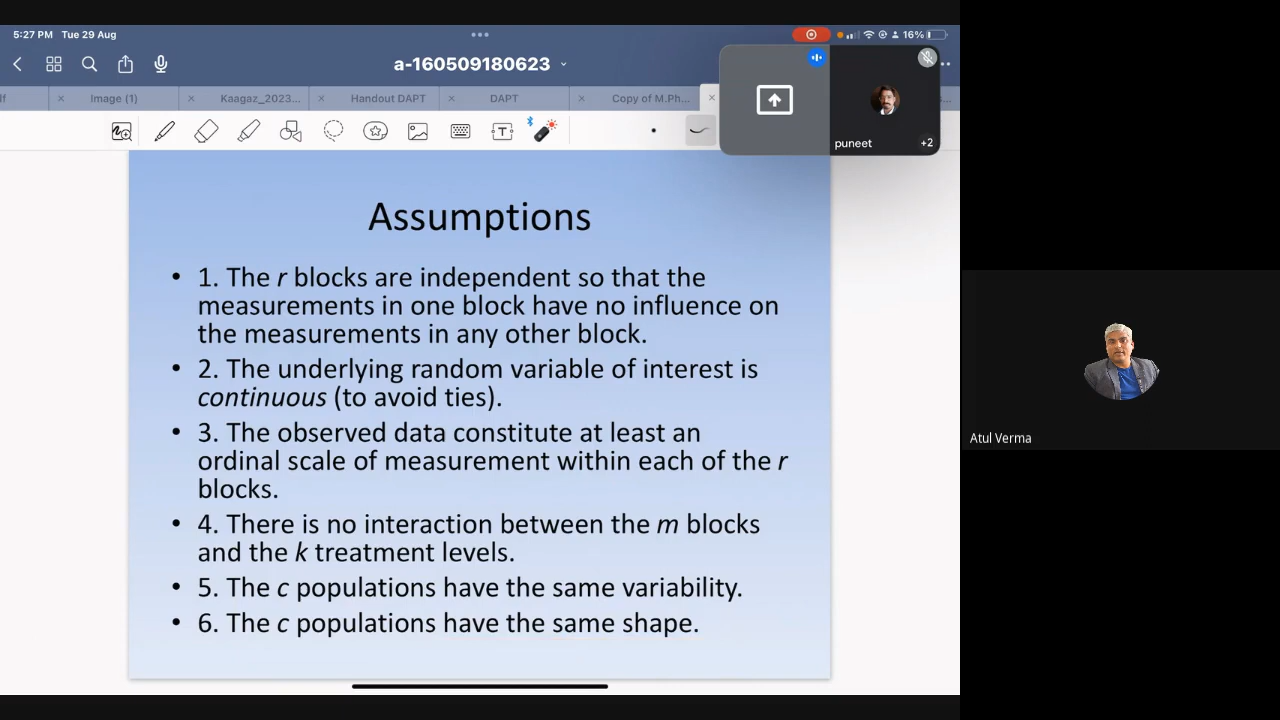 5:27 PM Tue 29 Aug
16%
a-160509180623
lf
Image (1)
Kaagaz_2023...
Handout DAPT
DAPT
Copy of M.Ph...
T
puneet
+2
Assumptions
• 1. The r blocks are independent so that the
measurements in one block have no influence on
the measurements in any other block.
• 2. The underlying random variable of interest is
continuous (to avoid ties).
• 3. The observed data constitute at least an
ordinal scale of measurement within each of the r
blocks.
• 4. There is no interaction between the m blocks
and the k treatment levels.
• 5. The c populations have the same variability.
• 6. The c populations have the same shape.
Atul Verma